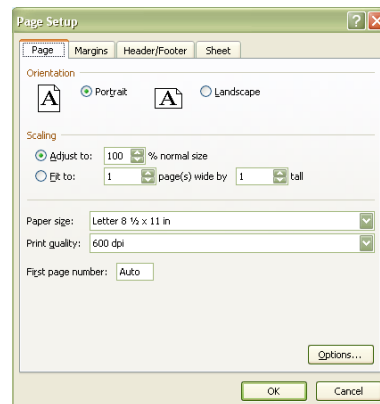 Page Setup
Page Margins Header/Footer Sheet
Orientation
A Portrait A Landscape
Scaling
Adjust to: 100 % normal size
Fit to: 1 page(s) wide by 1 tall
Paper size: Letter 8 ½ x 11 in
Print quality: 600 dpi
First page number: Auto
Options...
OK Cancel